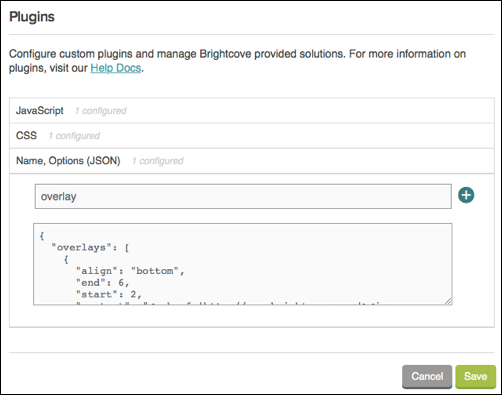 Plugins
Configure custom plugins and manage Brightcove provided solutions. For more information on
plugins, visit our Help Docs.
JavaScript 1 configured
CSS 1 configured
Name, Options (JSON) 1 configured
overlay
{
"overlays": [
{
"align": "bottom",
"end": 6,
"start": 2,
Cancel Save